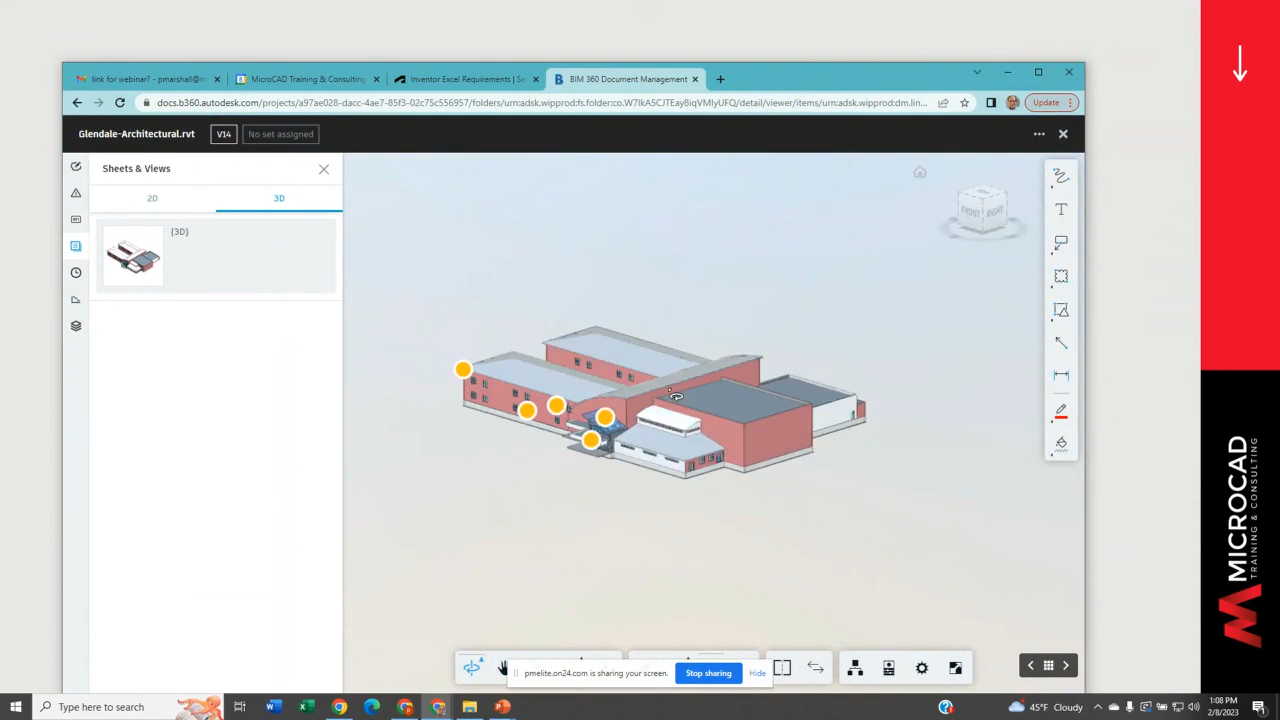 link for webinar? - pmarshall@m
MicroCAD Training & Consulting
Inventor Excel Requirements | Se
BIM 360 Document Management
docs.b360.autodesk.com/projects/a97ae028-dacc-4ae7-85f3-02c75c556957/folders/urn:adsk.wipprod:fs.folder:co.W7IkA5CJTEay8iqVMIyUFQ/detail/viewer/items/urn:adsk.wipprod:dm.lin...
Update
Glendale-Architectural.rvt
V14
No set assigned
Sheets & Views
2D
3D
{3D}
FRONT
RIGHT
pmelite.on24.com is sharing your screen.
Stop sharing
Hide
MICROCAD
TRAINING & CONSULTING
Type here to search
45°F Cloudy
1:08 PM
2/8/2023